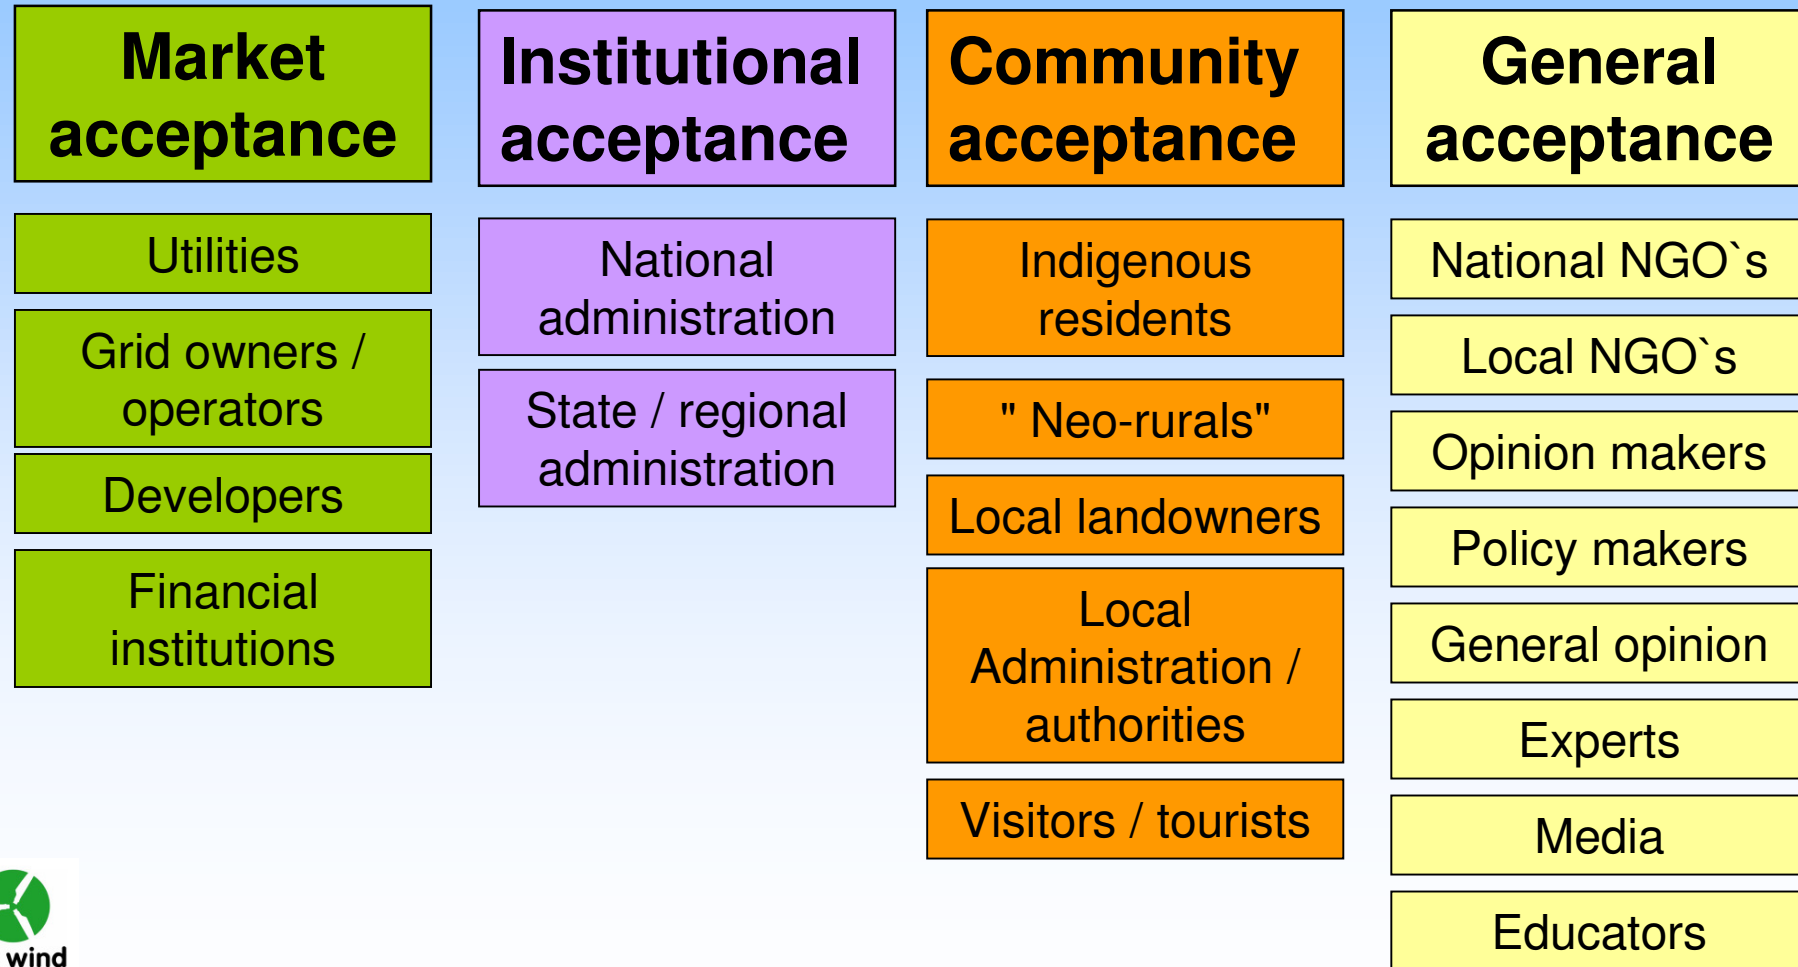 Market
acceptance
Utilities
Grid owners /
operators
Developers
Financial
institutions
Institutional
acceptance
National
administration
State / regional
administration
Community
acceptance
Indigenous
residents
" Neo-rurals"
Local landowners
Local
Administration /
authorities
Visitors / tourists
General
acceptance
National NGO`s
Local NGO`s
Opinion makers
Policy makers
General opinion
Experts
Media
Educators
wind